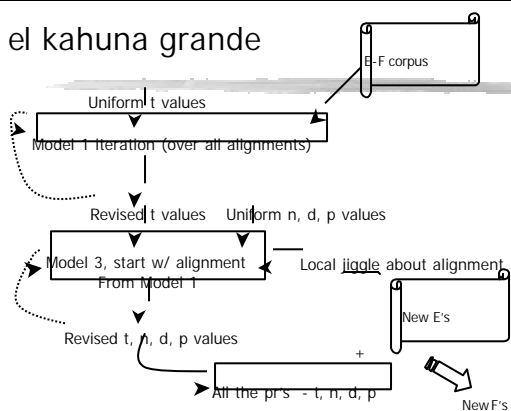 el kahuna grande
E-F corpus
Uniform t values
Model 1 iteration (over all alignments)
Revised t values Uniform n, d, p values
Model 3, start w/ alignment
From Model 1
Local jiggle about alignment
New E's
Revised t, n, d, p values
+
All the pr's - t, n, d, p
New F's